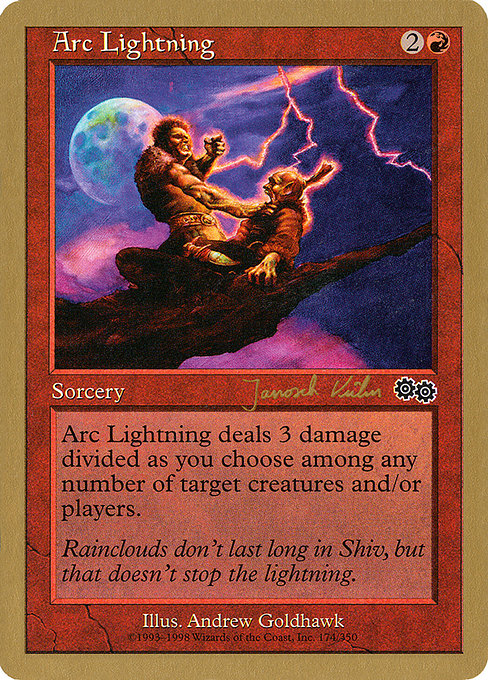 Arc Lightning
2
Sorcery
Janosch Kühn
Arc Lightning deals 3 damage
divided as you choose among any
number of target creatures and/or
players.
Rainclouds don't last long in Shiv, but
that doesn't stop the lightning.
Illus. Andrew Goldhawk
©1993–1998 Wizards of the Coast, Inc. 174/350